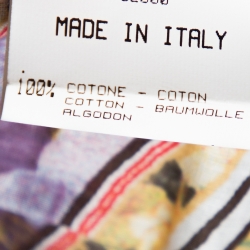 MADE IN ITALY
100% COTONE - COTON
COTTON - BAUMWOLLE
ALGODON